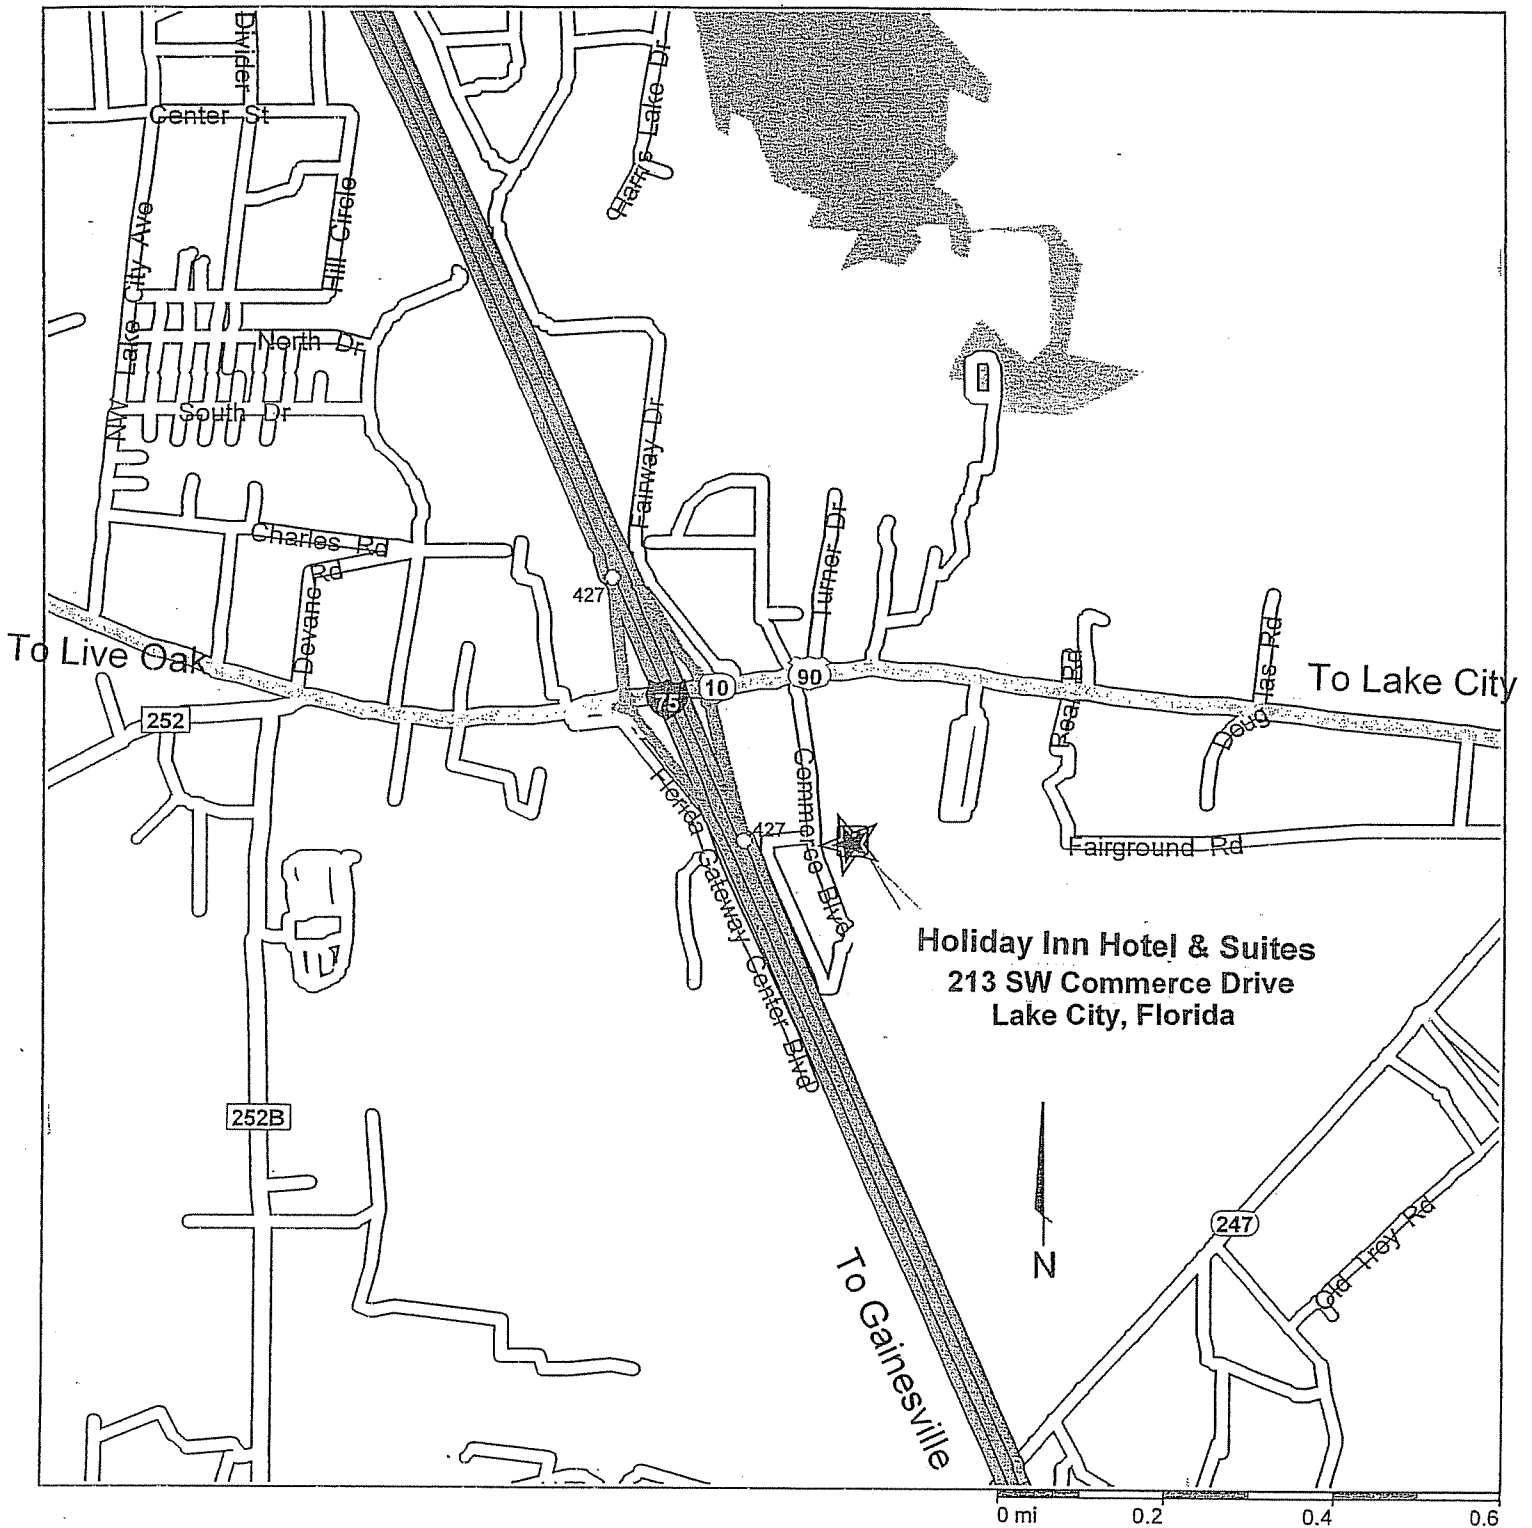 Divider
Center St
Harris Lake Dr
Hill Circle
NW Lake City Ave
North Dr
South Dr
Fairway Dr
Charles Rd
Devane Rd
Turner Dr
427
To Live Oak
252
75
10
90
Real Rd
Douglas Rd
To Lake City
Florida Gateway Center Blvd
Commerce Blvd
427
Fairground Rd
Holiday Inn Hotel & Suites
213 SW Commerce Drive
Lake City, Florida
252B
N
247
Old Troy Rd
To Gainesville
0 mi 0.2 0.4 0.6